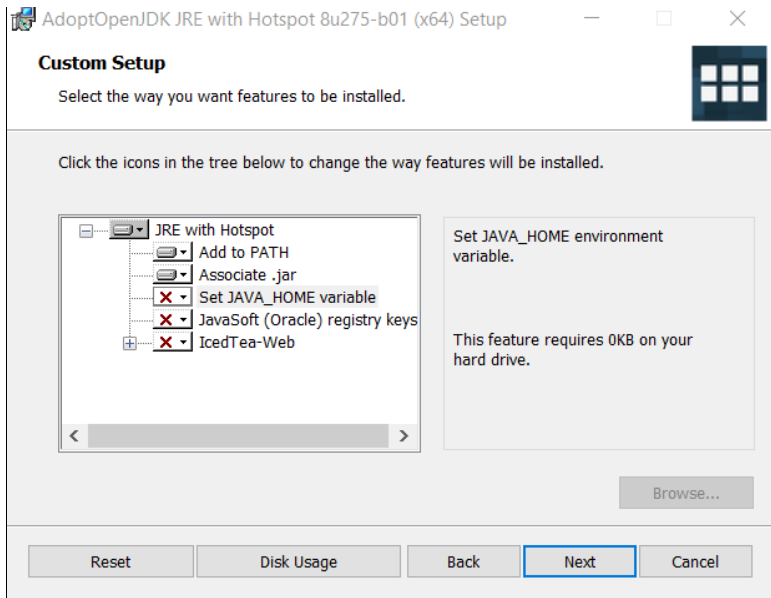 AdoptOpenJDK JRE with Hotspot 8u275-b01 (x64) Setup
Custom Setup
Select the way you want features to be installed.
Click the icons in the tree below to change the way features will be installed.
JRE with Hotspot
Add to PATH
Associate .jar
Set JAVA_HOME variable
JavaSoft (Oracle) registry keys
IcedTea-Web
Set JAVA_HOME environment
variable.
This feature requires 0KB on your
hard drive.
Browse...
Reset
Disk Usage
Back
Next
Cancel